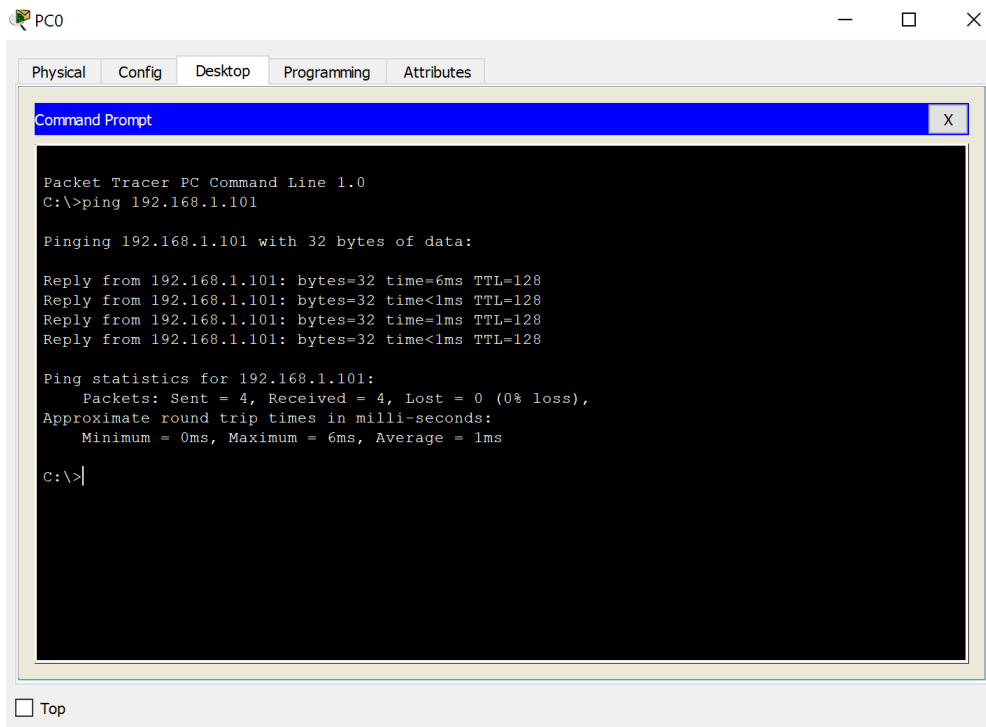 PC0
Physical Config Desktop Programming Attributes
Command Prompt X
Packet Tracer PC Command Line 1.0
C:\>ping 192.168.1.101
Pinging 192.168.1.101 with 32 bytes of data:
Reply from 192.168.1.101: bytes=32 time=6ms TTL=128
Reply from 192.168.1.101: bytes=32 time<1ms TTL=128
Reply from 192.168.1.101: bytes=32 time=1ms TTL=128
Reply from 192.168.1.101: bytes=32 time<1ms TTL=128
Ping statistics for 192.168.1.101:
    Packets: Sent = 4, Received = 4, Lost = 0 (0% loss),
Approximate round trip times in milli-seconds:
    Minimum = 0ms, Maximum = 6ms, Average = 1ms
C:\>
Top